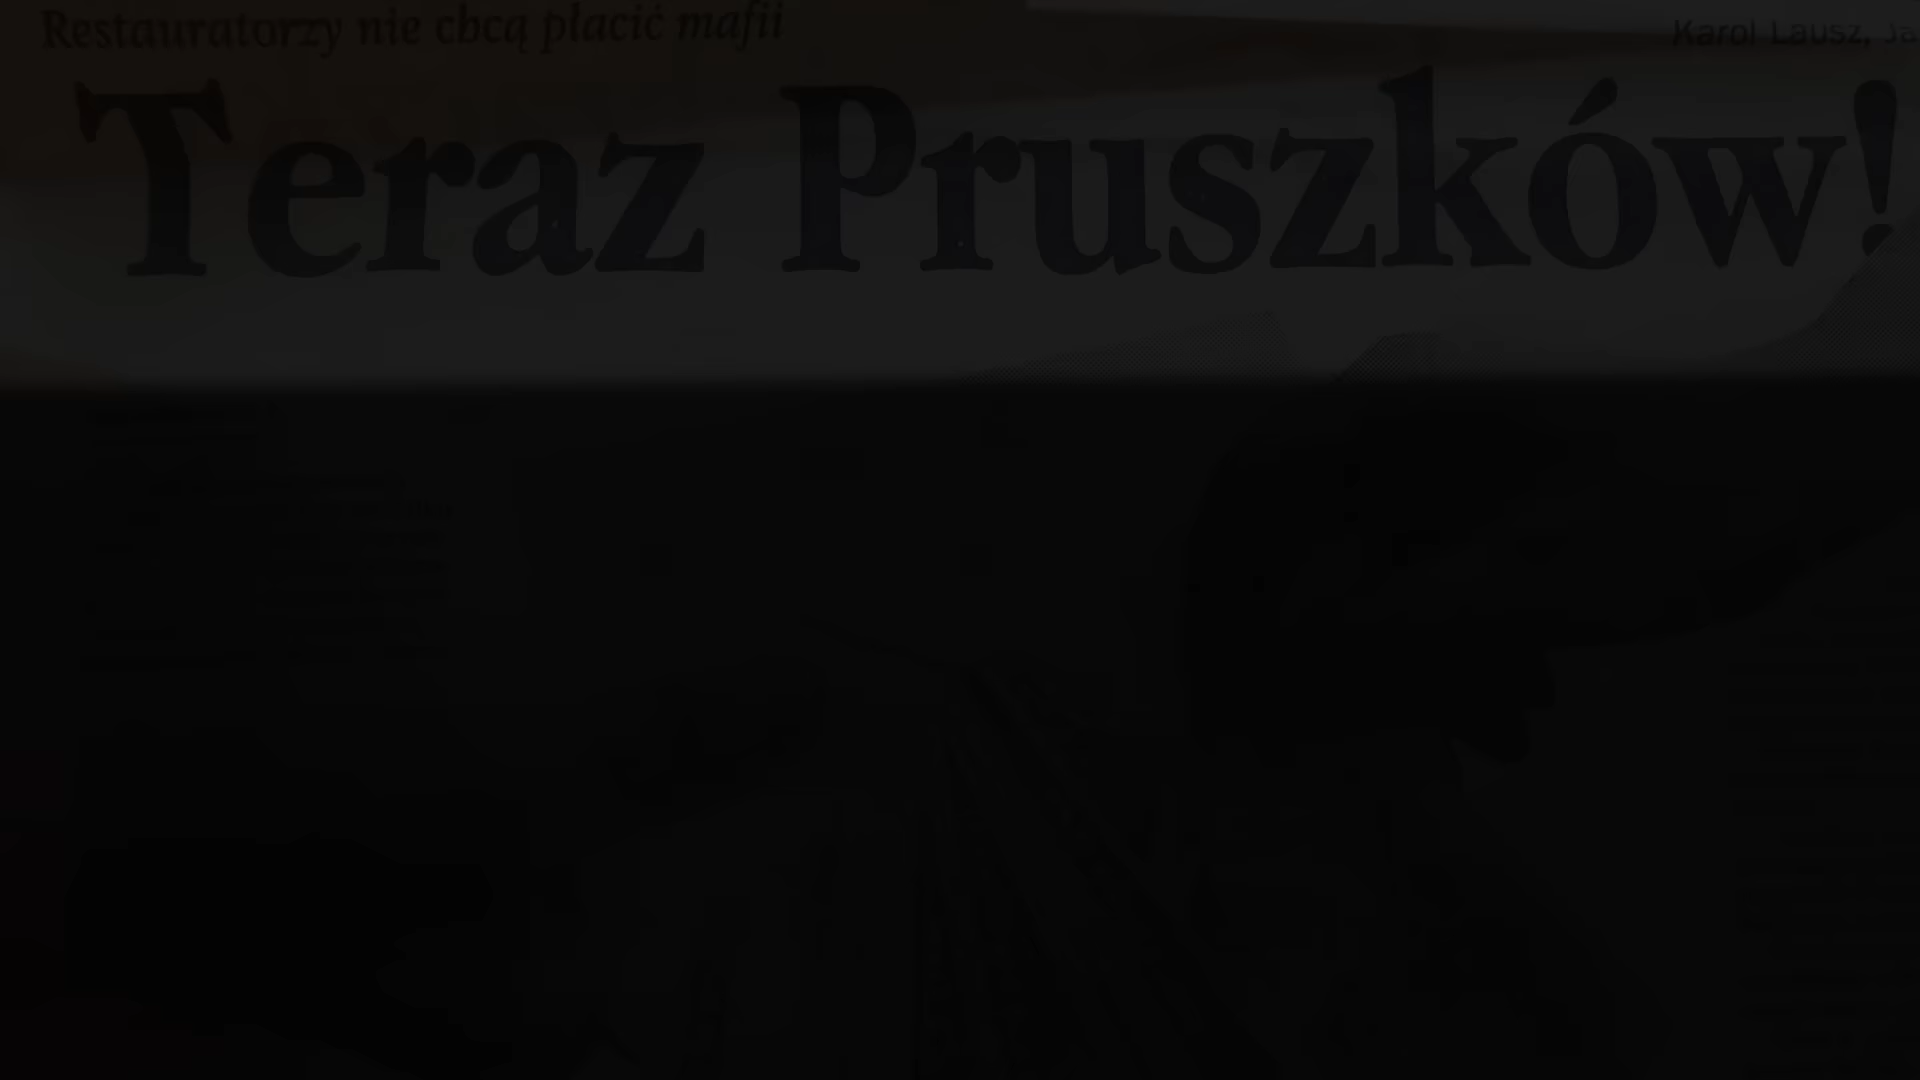 Restauratorzy nie chcą płacić mafii
Karol Lausz, Ja
Teraz Pruszków!